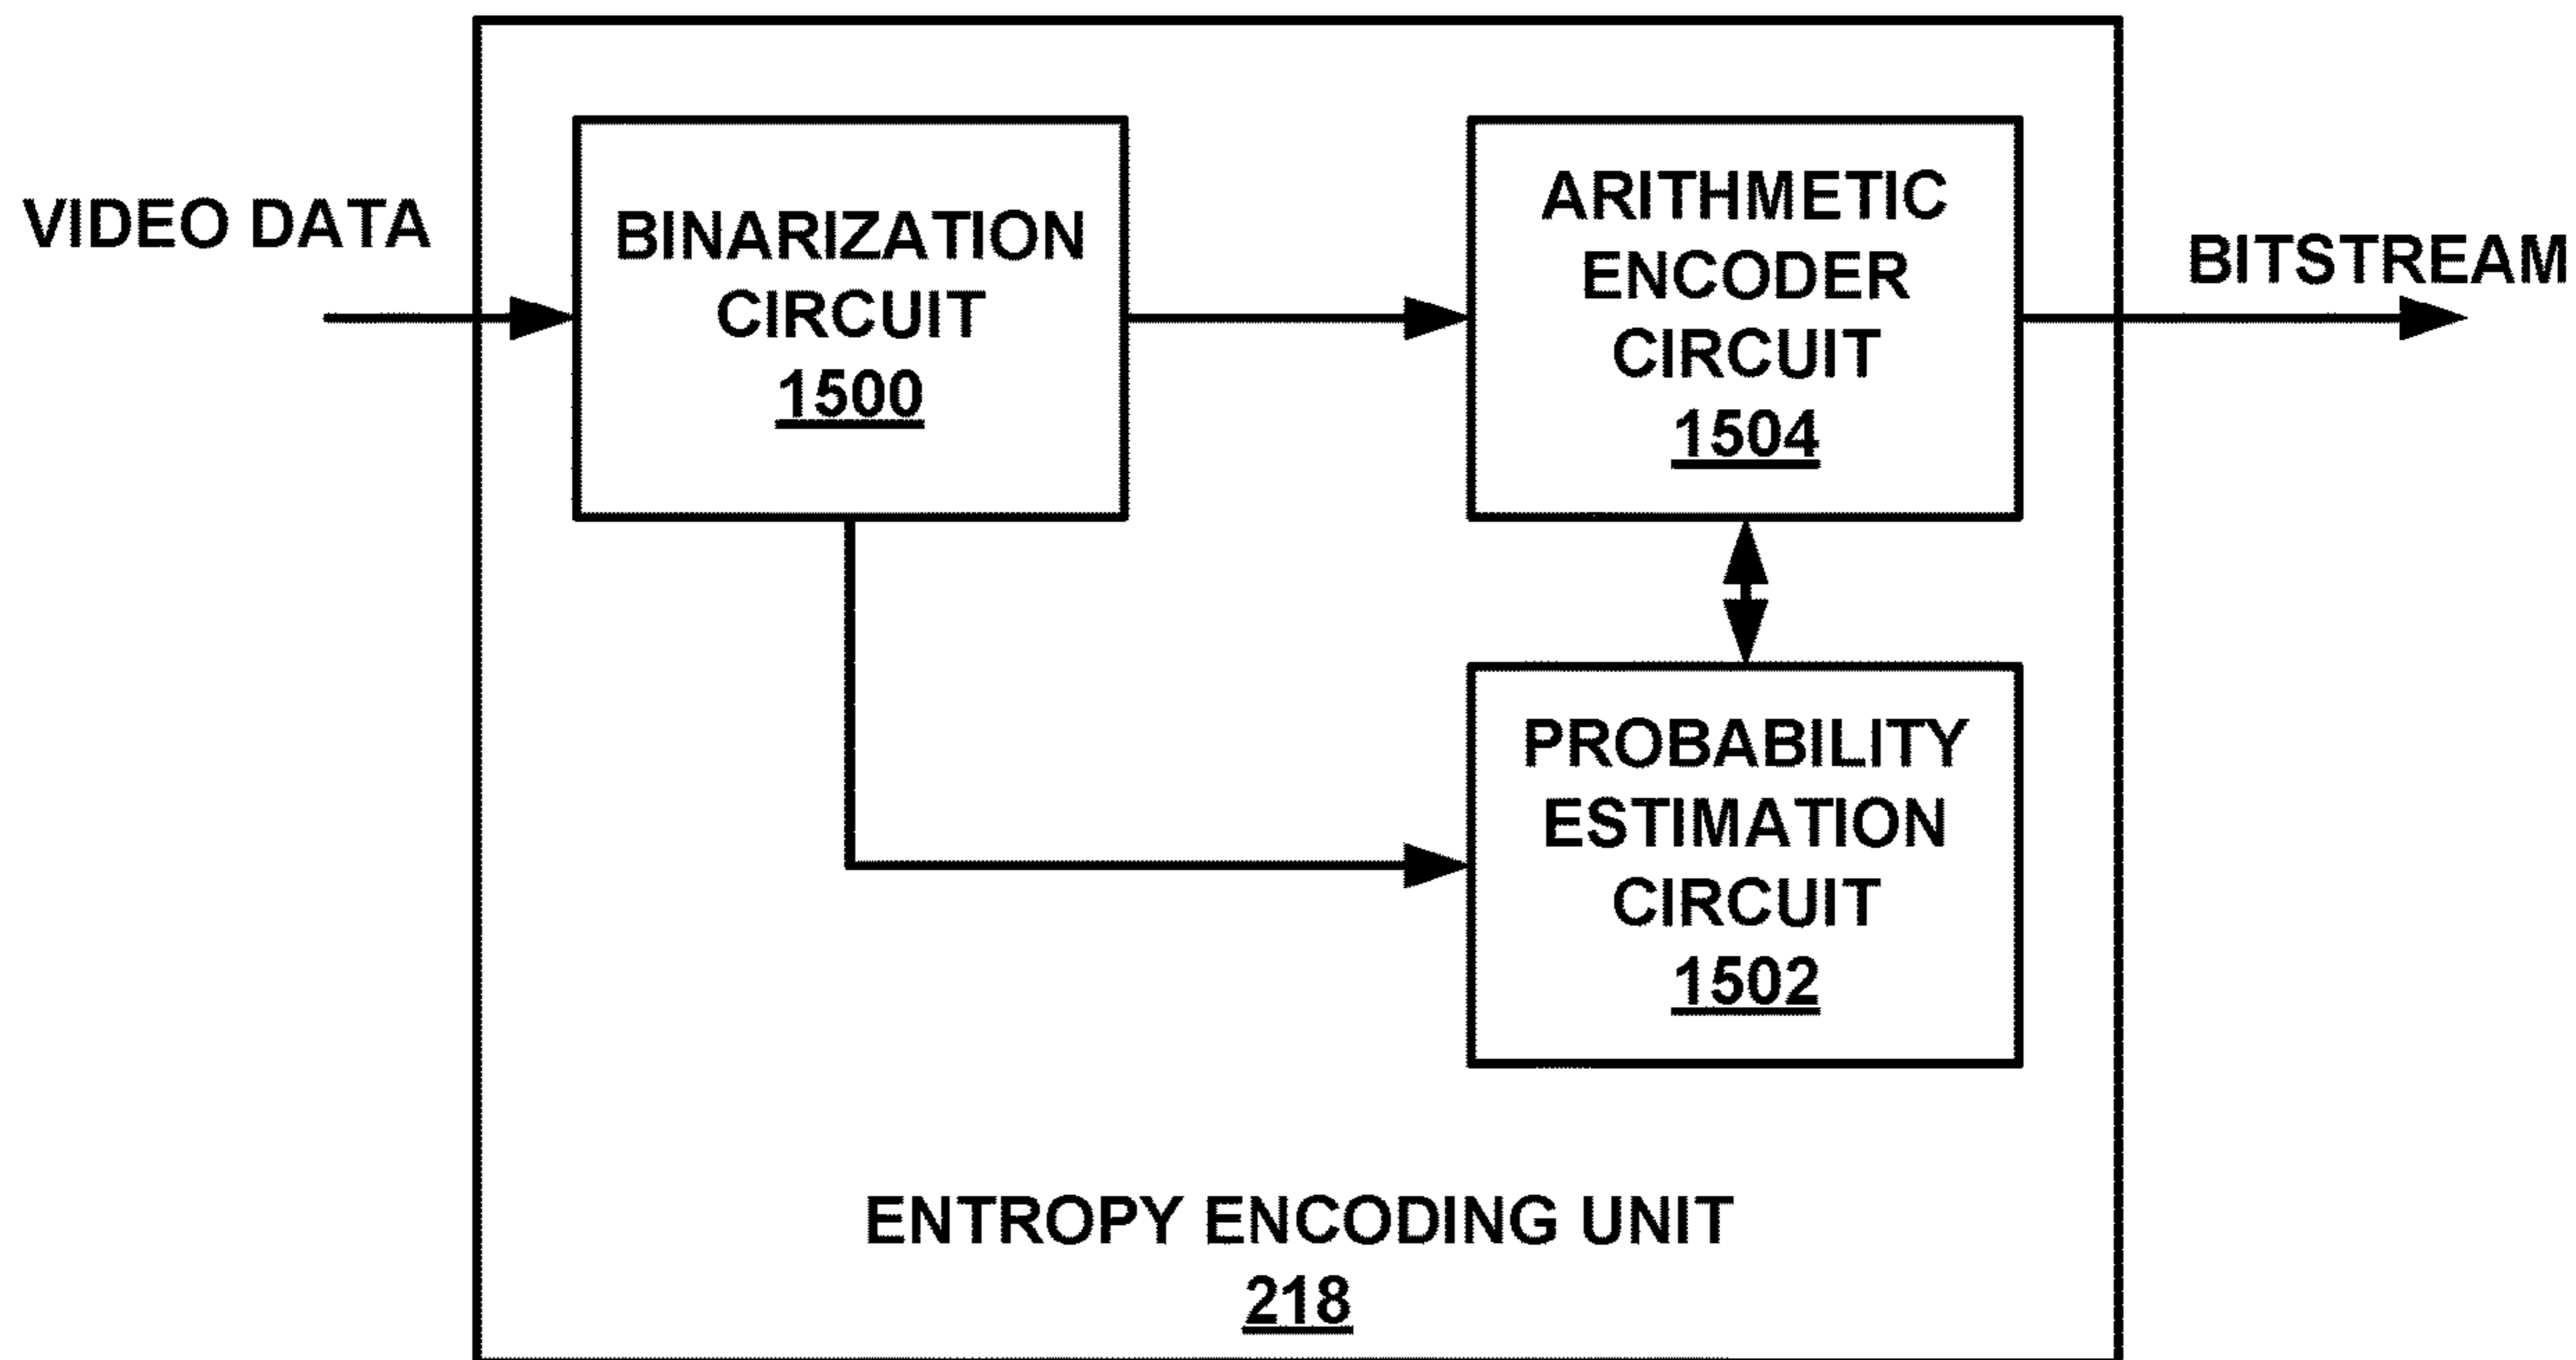 VIDEO DATA
BINARIZATION
CIRCUIT
1500
ARITHMETIC
ENCODER
CIRCUIT
1504
BITSTREAM
PROBABILITY
ESTIMATION
CIRCUIT
1502
ENTROPY ENCODING UNIT
218